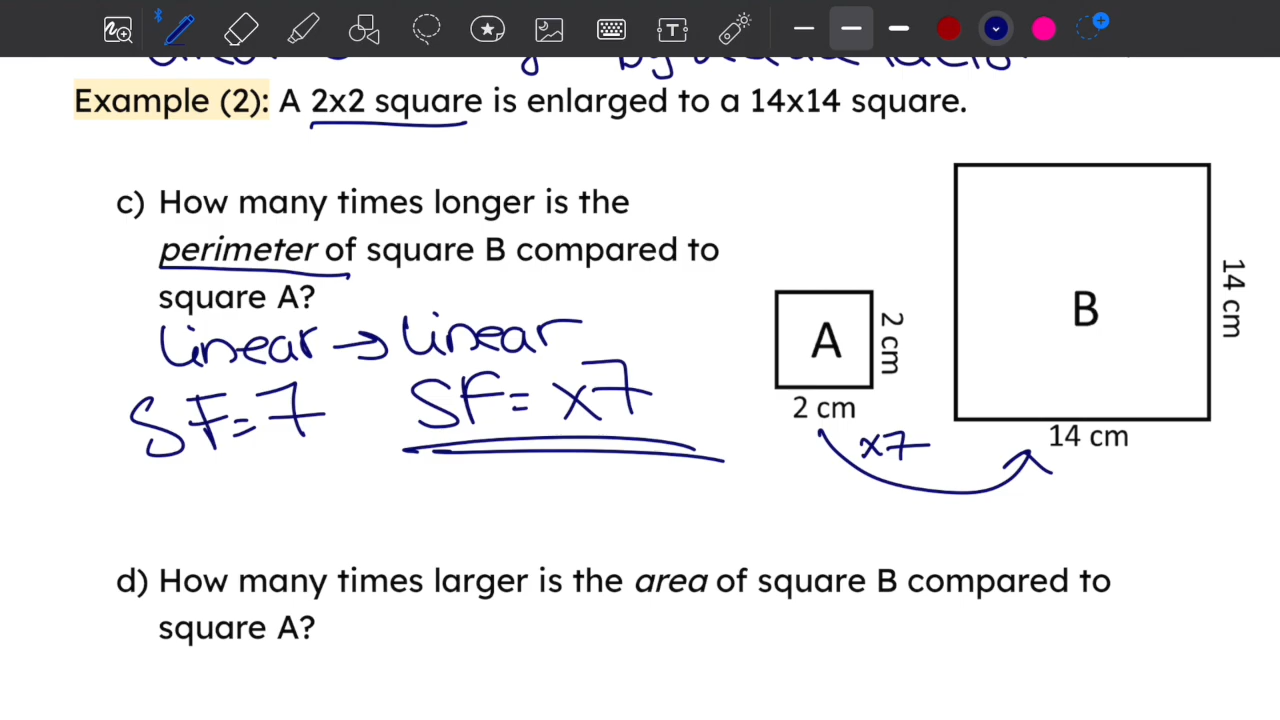 Example (2): A 2x2 square is enlarged to a 14x14 square.
c) How many times longer is the
perimeter of square B compared to
square A?
linear → linear
SF=7 SF= x7
A
2 cm
2 cm
x7
B
14 cm
14 cm
d) How many times larger is the area of square B compared to
square A?